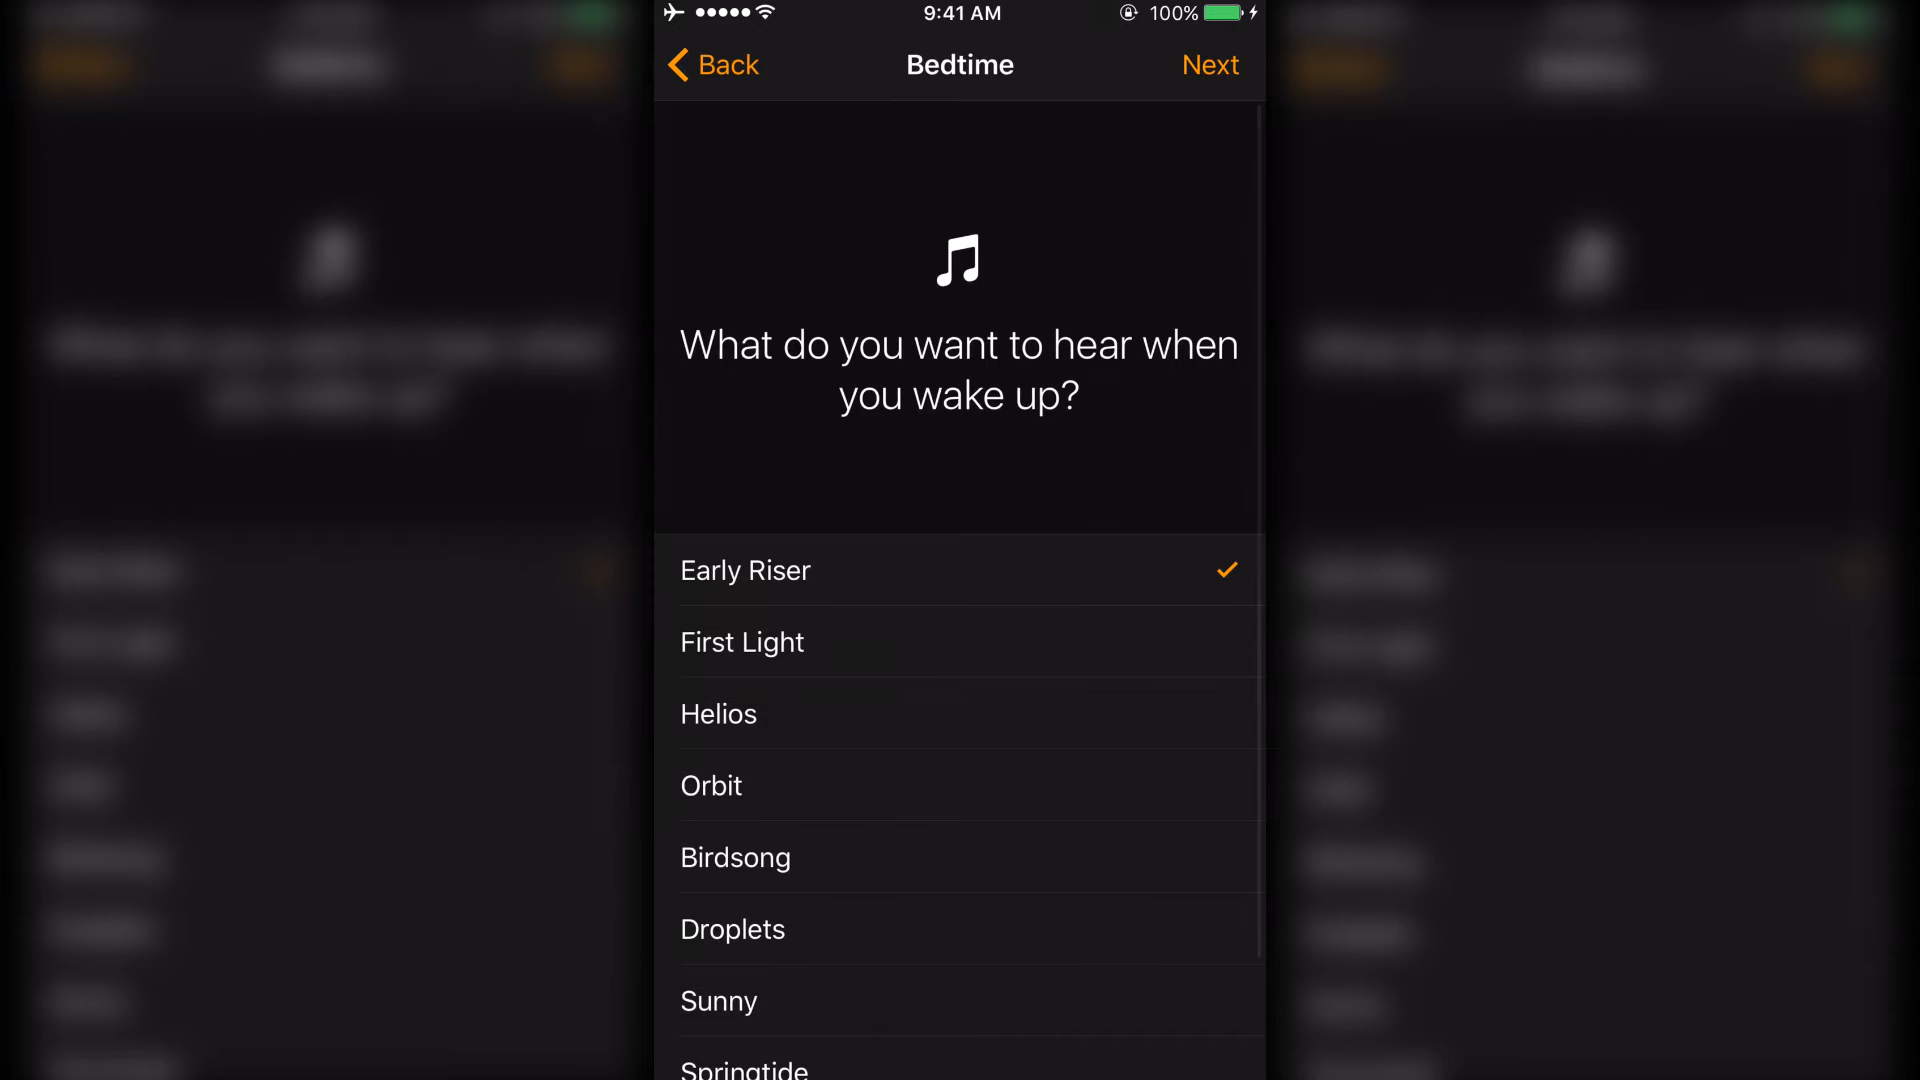 9:41 AM
100%
Back
Bedtime
Next
What do you want to hear when
you wake up?
Early Riser
First Light
Helios
Orbit
Birdsong
Droplets
Sunny
Springtide